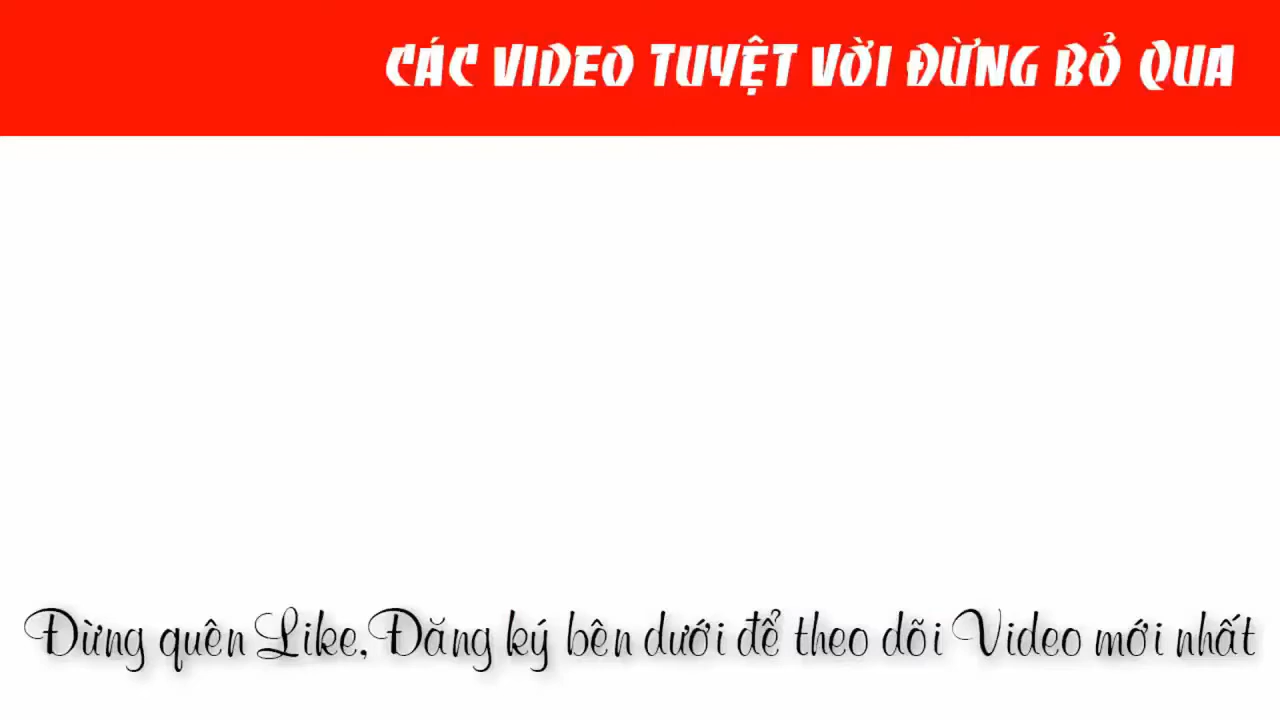 CÁC VIDEO TUYỆT VỜI ĐỪNG BỎ QUA
Đừng quên Like, Đăng ký bên dưới để theo dõi Video mới nhất